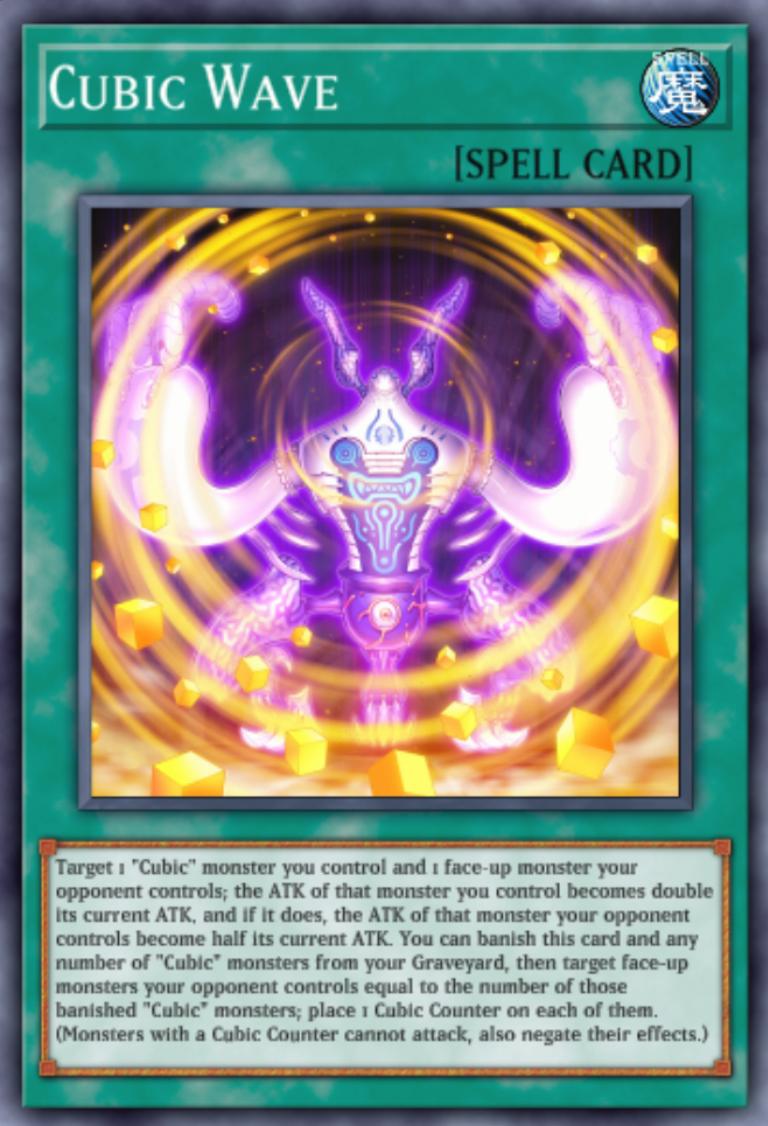 CUBIC WAVE
SPELL
魔
[SPELL CARD]
Target 1 "Cubic" monster you control and 1 face-up monster your
opponent controls; the ATK of that monster you control becomes double
its current ATK, and if it does, the ATK of that monster your opponent
controls become half its current ATK. You can banish this card and any
number of "Cubic" monsters from your Graveyard, then target face-up
monsters your opponent controls equal to the number of those
banished "Cubic" monsters; place 1 Cubic Counter on each of them.
(Monsters with a Cubic Counter cannot attack, also negate their effects.)